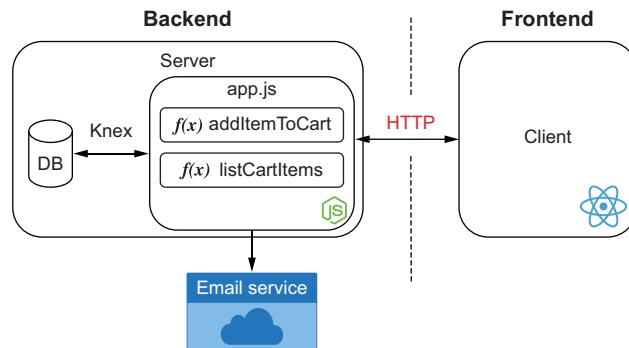 Backend
Frontend
Server
app.js
Knex
f(x) addItemToCart
HTTP
DB
f(x) listCartItems
Client
JS
Email service